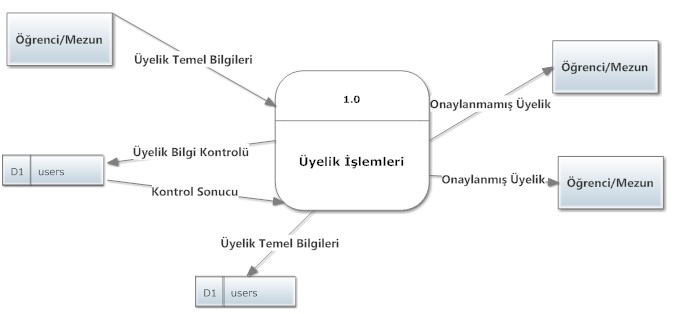 Öğrenci/Mezun
Üyelik Temel Bilgileri
1.0
Üyelik İşlemleri
Onaylanmamış Üyelik
Öğrenci/Mezun
Üyelik Bilgi Kontrolü
D1 users
Kontrol Sonucu
Onaylanmış Üyelik
Öğrenci/Mezun
Üyelik Temel Bilgileri
D1 users